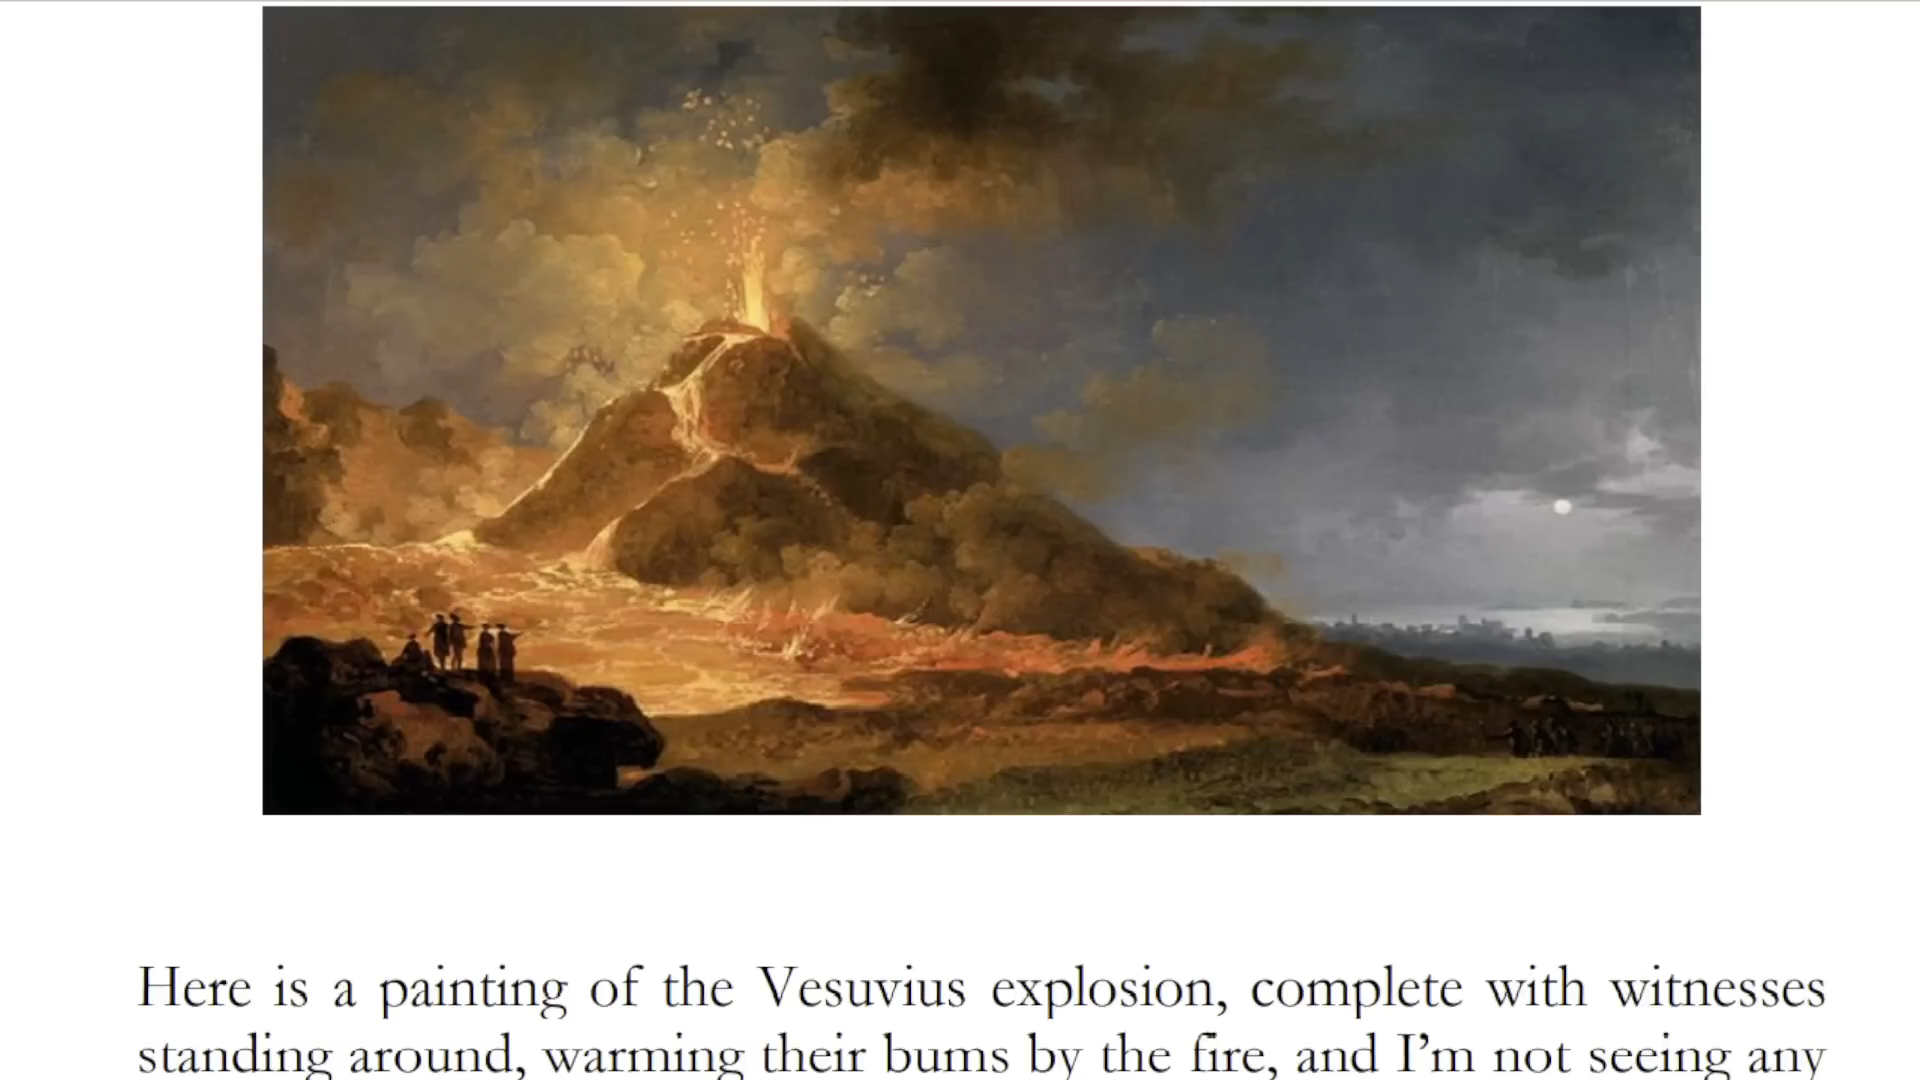 Here is a painting of the Vesuvius explosion, complete with witnesses
standing around, warming their bums by the fire, and I’m not seeing any